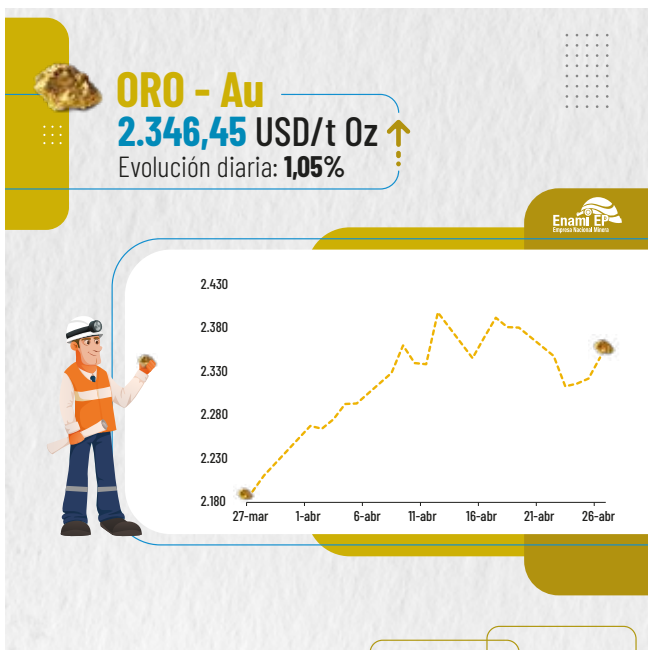 ORO - Au
2.346,45 USD/t Oz
Evolución diaria: 1,05%
Enami EP
Empresa Nacional Minera
2.430
2.380
2.330
2.280
2.230
2.180
27-mar 1-abr 6-abr 11-abr 16-abr 21-abr 26-abr